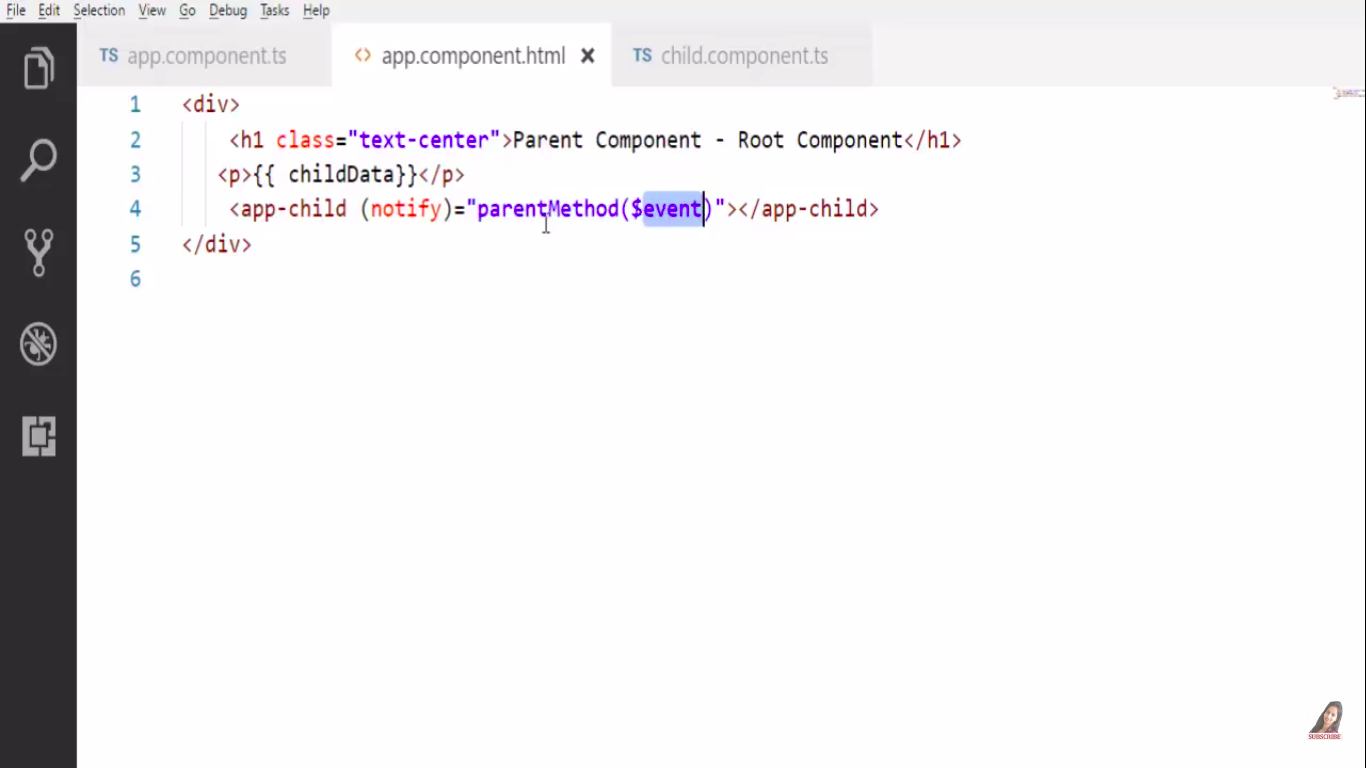 File Edit Selection View Go Debug Tasks Help
TS app.component.ts <> app.component.html × TS child.component.ts
1 <div>
2 <h1 class="text-center">Parent Component - Root Component</h1>
3 <p>{{ childData}}</p>
4 <app-child (notify)="parentMethod($event)"></app-child>
5 </div>
6
SUBSCRIBE